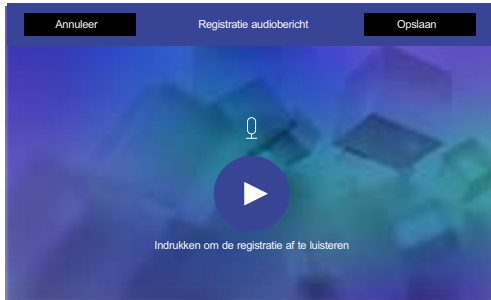 Annuleer
Registratie audiobericht
Opslaan
Indrukken om de registratie af te luisteren